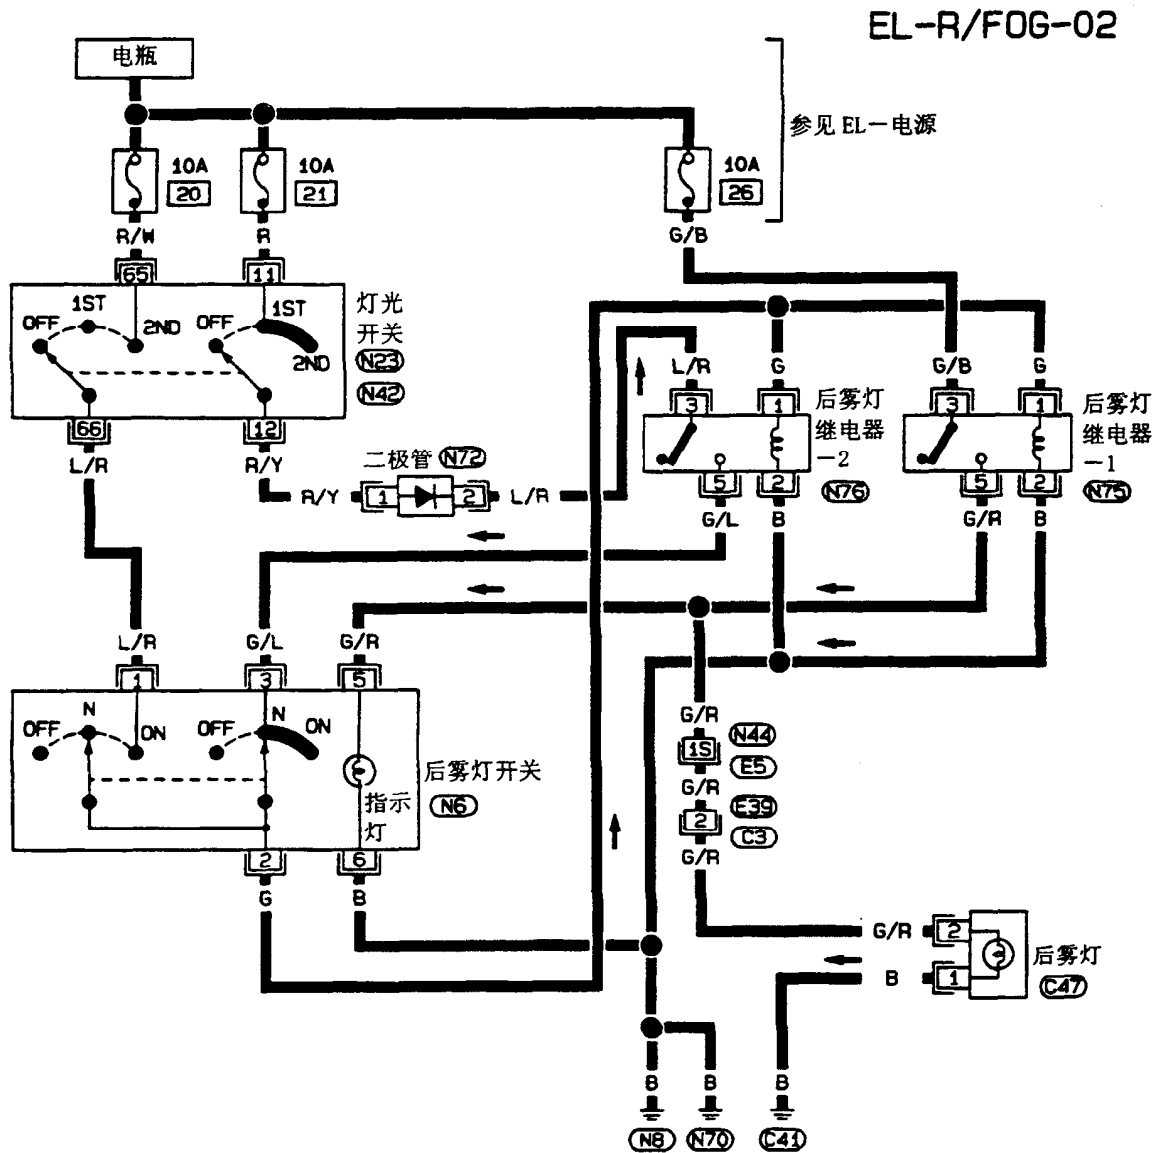 EL-R/FOG-02
电瓶
参见 EL-电源
10A
20
10A
21
10A
26
R/W
R
G/B
65
11
OFF
1ST
2ND
OFF
1ST
2ND
灯光
开关
N23
N42
66
12
L/R
R/Y
二极管 N72
R/Y
1
2
L/R
L/R
G
G/B
G
3
1
后雾灯
继电器
-2
N76
3
1
后雾灯
继电器
-1
N75
5
2
5
2
G/L
B
G/R
B
L/R
G/L
G/R
1
3
5
OFF
N
ON
OFF
N
ON
指示
灯
后雾灯开关
N6
2
6
G
B
G/R
1S
N44
E5
G/R
2
E39
C3
G/R
G/R
2
B
1
后雾灯
C47
B
B
B
N8
N70
C41